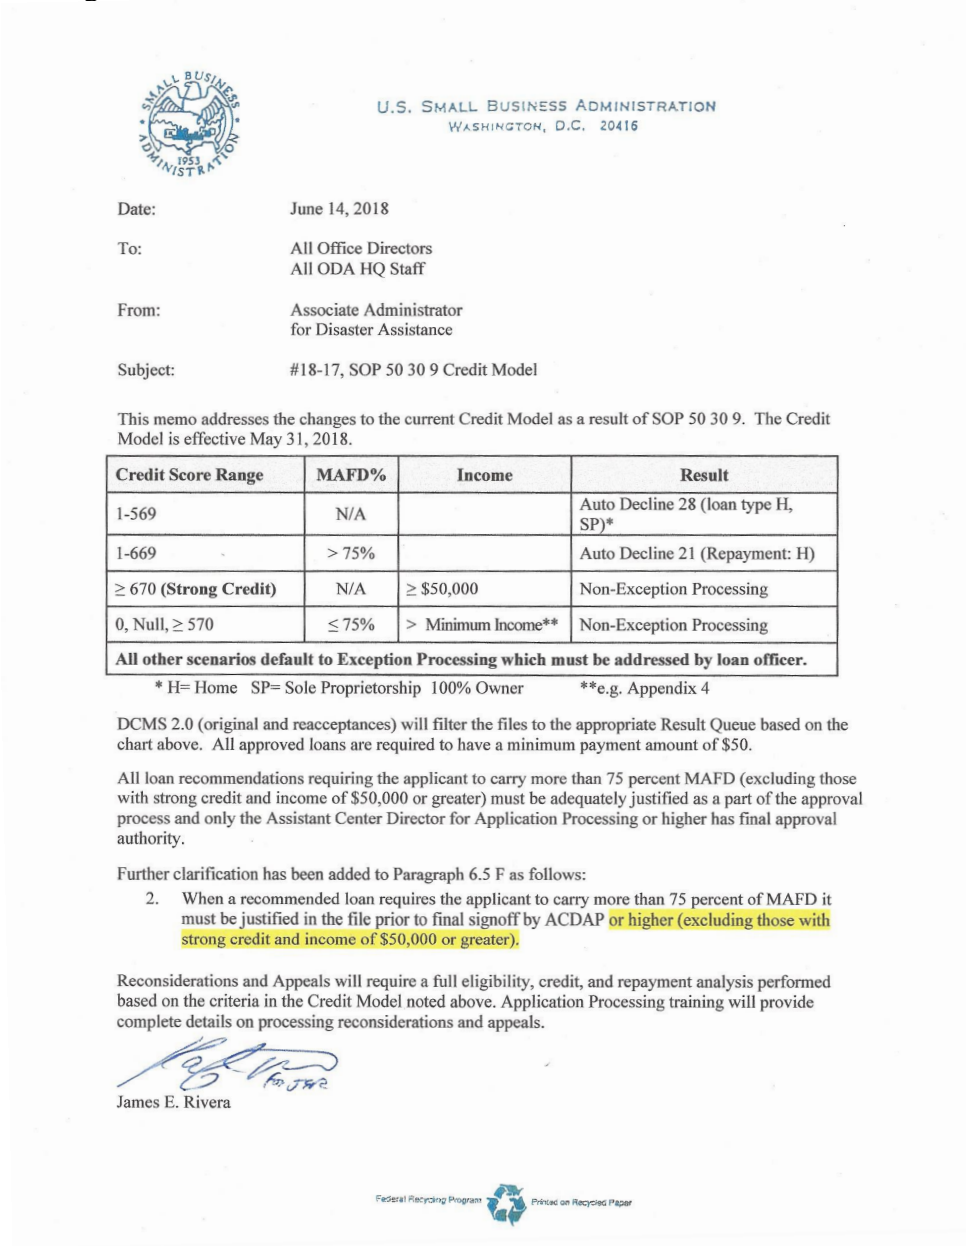 SMALL BUSINESS
ADMINISTRATION
1953
U.S. SMALL BUSINESS ADMINISTRATION
WASHINGTON, D.C. 20416
Date: June 14, 2018
To: All Office Directors
All ODA HQ Staff
From: Associate Administrator
for Disaster Assistance
Subject: #18-17, SOP 50 30 9 Credit Model
This memo addresses the changes to the current Credit Model as a result of SOP 50 30 9. The Credit
Model is effective May 31, 2018.
Credit Score Range MAFD% Income Result
1-569 N/A Auto Decline 28 (loan type H,
SP)*
1-669 > 75% Auto Decline 21 (Repayment: H)
≥ 670 (Strong Credit) N/A ≥ $50,000 Non-Exception Processing
0, Null, ≥ 570 ≤ 75% > Minimum Income** Non-Exception Processing
All other scenarios default to Exception Processing which must be addressed by loan officer.
* H= Home SP= Sole Proprietorship 100% Owner **e.g. Appendix 4
DCMS 2.0 (original and reacceptances) will filter the files to the appropriate Result Queue based on the
chart above. All approved loans are required to have a minimum payment amount of $50.
All loan recommendations requiring the applicant to carry more than 75 percent MAFD (excluding those
with strong credit and income of $50,000 or greater) must be adequately justified as a part of the approval
process and only the Assistant Center Director for Application Processing or higher has final approval
authority.
Further clarification has been added to Paragraph 6.5 F as follows:
2. When a recommended loan requires the applicant to carry more than 75 percent of MAFD it
must be justified in the file prior to final signoff by ACDAP or higher (excluding those with
strong credit and income of $50,000 or greater).
Reconsiderations and Appeals will require a full eligibility, credit, and repayment analysis performed
based on the criteria in the Credit Model noted above. Application Processing training will provide
complete details on processing reconsiderations and appeals.
James E. Rivera
Federal Recycling Program Printed on Recycled Paper